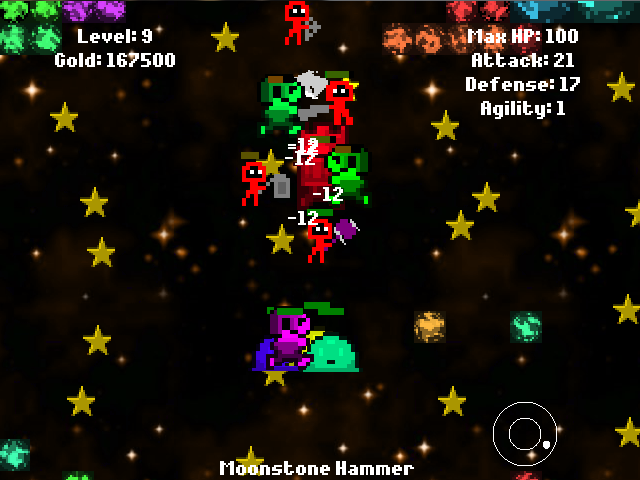 Level: 9
Gold: 167500
Max HP: 100
Attack: 21
Defense: 17
Agility: 1
-12
-12
-12
-12
Moonstone Hammer